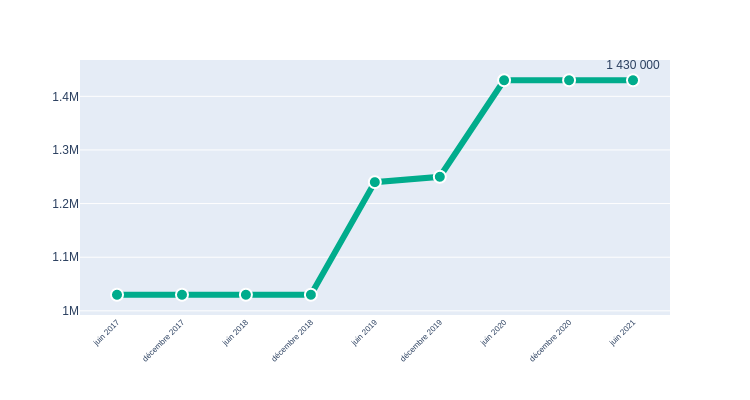 1 430 000
1.4M
1.3M
1.2M
1.1M
1M
juin 2017
décembre 2017
juin 2018
décembre 2018
juin 2019
décembre 2019
juin 2020
décembre 2020
juin 2021